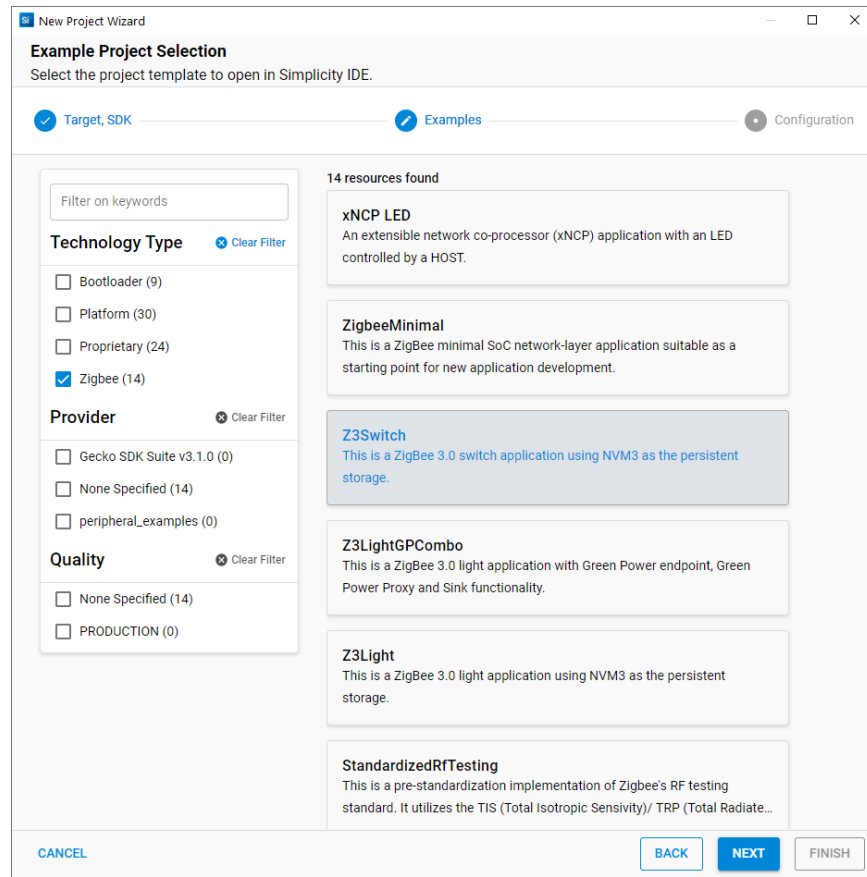 Si New Project Wizard
Example Project Selection
Select the project template to open in Simplicity IDE.
Target, SDK
Examples
Configuration
Filter on keywords
Technology Type
Clear Filter
Bootloader (9)
Platform (30)
Proprietary (24)
Zigbee (14)
Provider
Clear Filter
Gecko SDK Suite v3.1.0 (0)
None Specified (14)
peripheral_examples (0)
Quality
Clear Filter
None Specified (14)
PRODUCTION (0)
14 resources found
xNCP LED
An extensible network co-processor (xNCP) application with an LED
controlled by a HOST.
ZigbeeMinimal
This is a ZigBee minimal SoC network-layer application suitable as a
starting point for new application development.
Z3Switch
This is a ZigBee 3.0 switch application using NVM3 as the persistent
storage.
Z3LightGPCombo
This is a ZigBee 3.0 light application with Green Power endpoint, Green
Power Proxy and Sink functionality.
Z3Light
This is a ZigBee 3.0 light application using NVM3 as the persistent
storage.
StandardizedRfTesting
This is a pre-standardization implementation of Zigbee's RF testing
standard. It utilizes the TIS (Total Isotropic Sensivity)/ TRP (Total Radiate...
CANCEL
BACK
NEXT
FINISH